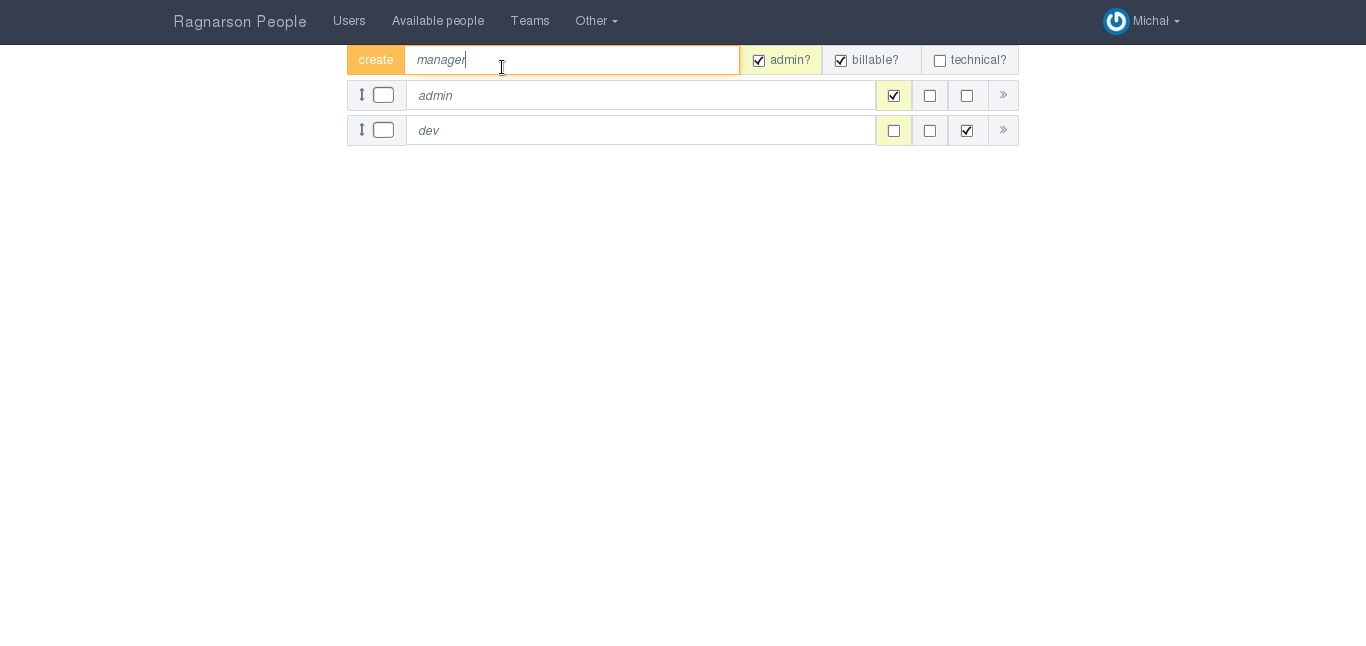 Ragnarson People Users Available people Teams Other Michał
create manager admin? billable? technical?
admin
dev